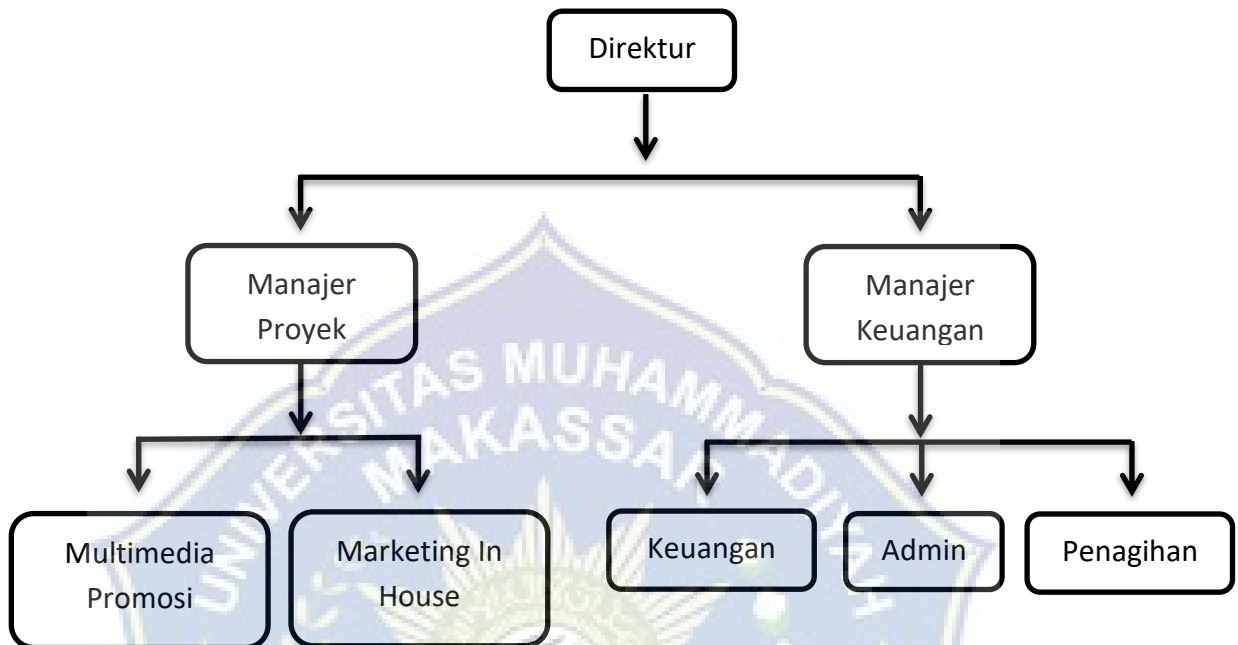 Direktur
Manajer
Proyek
Manajer
Keuangan
UNIVERSITAS MUHAMMADIYAH
MAKASSAR
Multimedia
Promosi
Marketing In
House
Keuangan
Admin
Penagihan